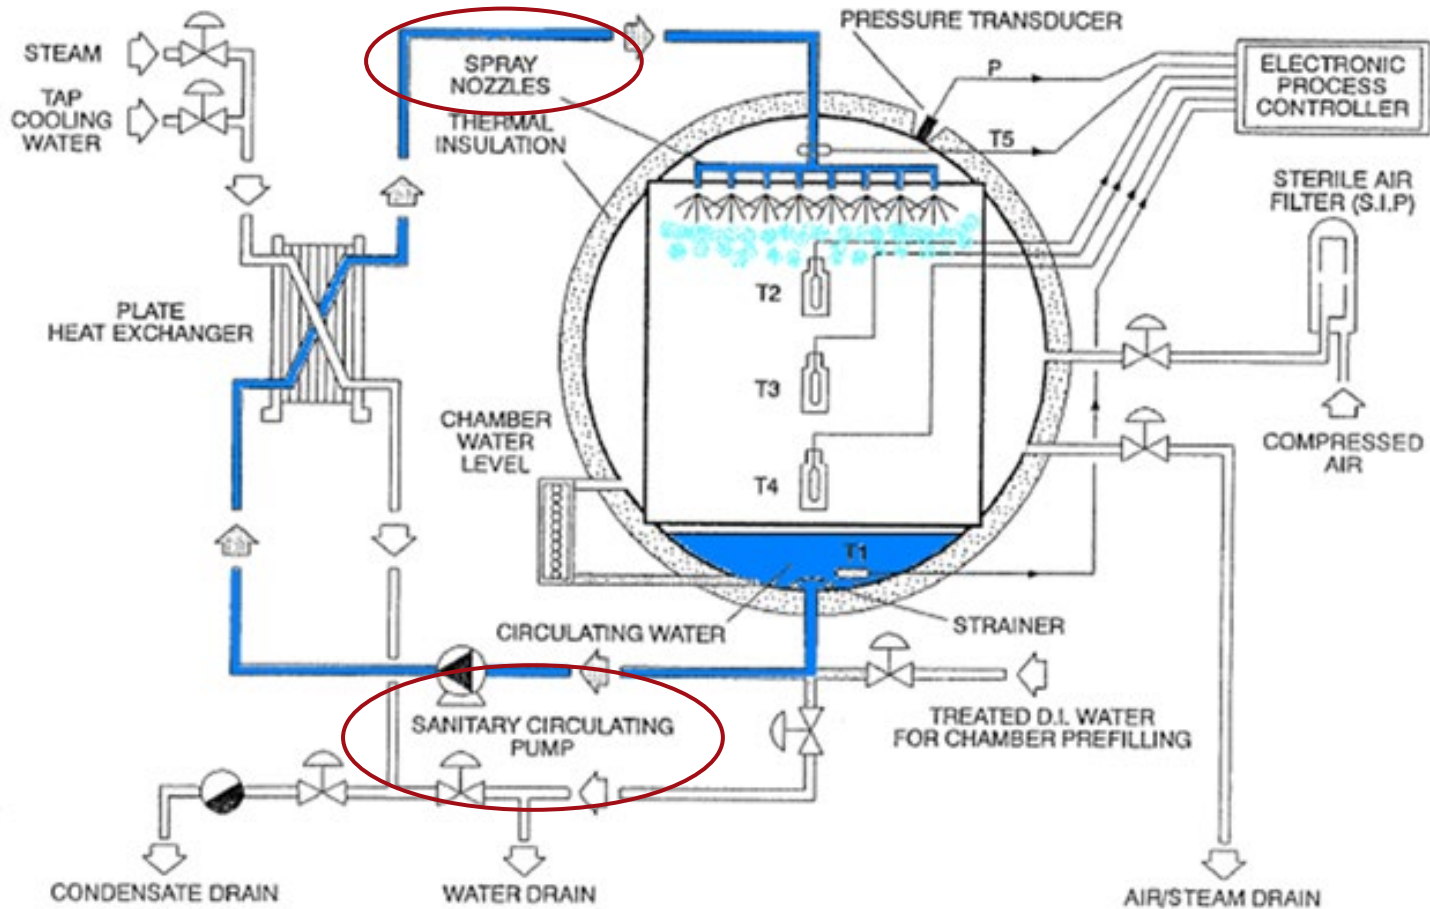 STEAM
TAP
COOLING
WATER
SPRAY
NOZZLES
THERMAL
INSULATION
PRESSURE TRANSDUCER
P
T5
ELECTRONIC
PROCESS
CONTROLLER
STERILE AIR
FILTER (S.I.P)
PLATE
HEAT EXCHANGER
T2
T3
T4
CHAMBER
WATER
LEVEL
COMPRESSED
AIR
T1
CIRCULATING WATER
STRAINER
SANITARY CIRCULATING
PUMP
TREATED D.I. WATER
FOR CHAMBER PREFILLING
CONDENSATE DRAIN
WATER DRAIN
AIR/STEAM DRAIN